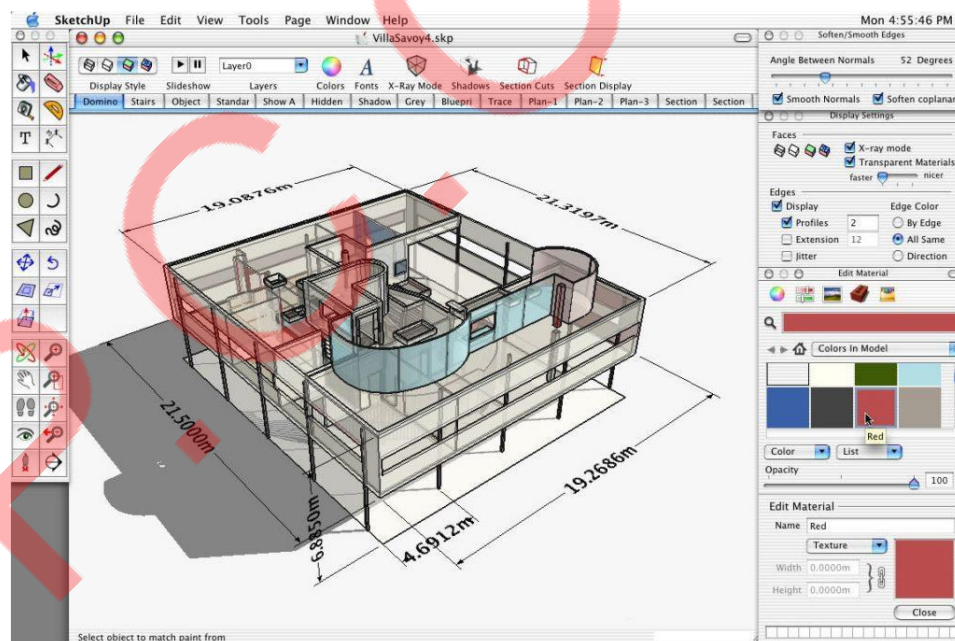 SketchUp File Edit View Tools Page Window Help Mon 4:55:46 PM
VillaSavoy4.skp
Layer0
Display Style Slideshow Layers Colors Fonts X-Ray Mode Shadows Section Cuts Section Display
Domino Stairs Object Standar Show A Hidden Shadow Grey Bluepri Trace Plan-1 Plan-2 Plan-3 Section Section
T
A
19.0876m
21.3197m
21.5000m
6.8850m
4.6912m
19.2686m
Select object to match paint from
Soften/Smooth Edges
Angle Between Normals 52 Degrees
Smooth Normals Soften coplanar
Display Settings
Faces
X-ray mode
Transparent Materials
faster nicer
Edges
Display Edge Color
Profiles 2 By Edge
Extension 12 All Same
Jitter Direction
Edit Material
Colors In Model
Red
Color List
Opacity
100
Edit Material
Name Red
Texture
Width 0.0000m
Height 0.0000m
Close